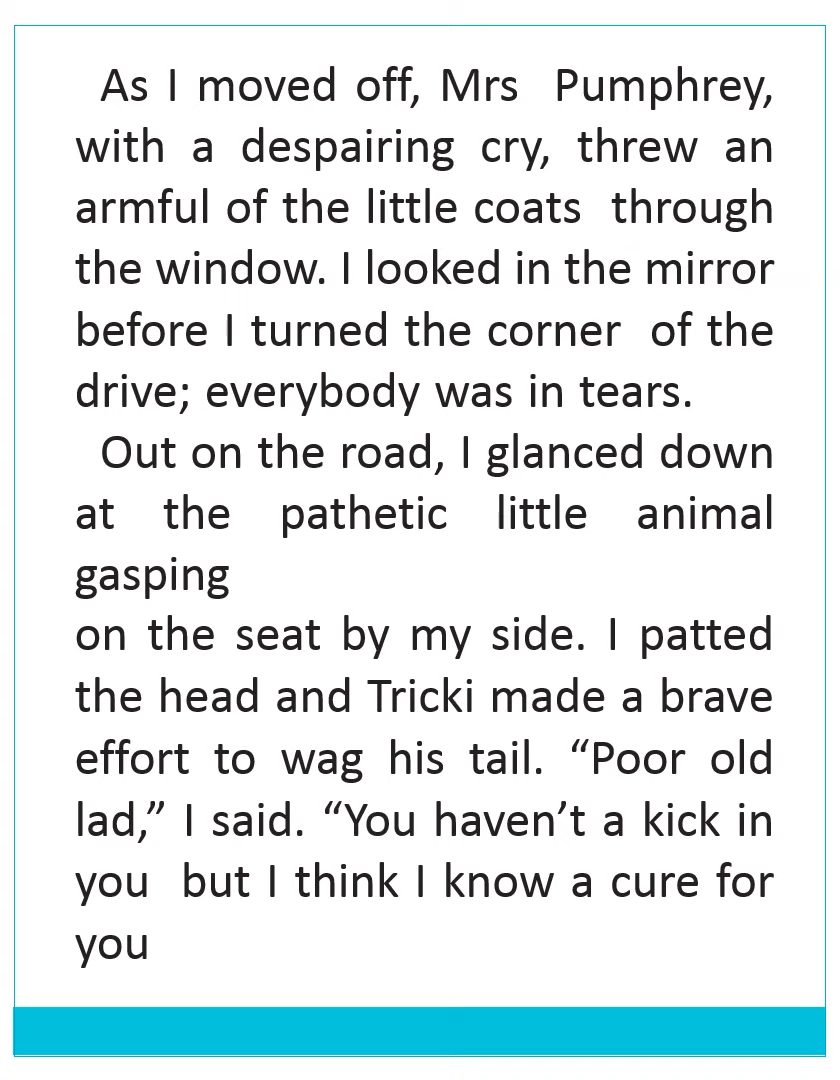 As I moved off, Mrs  Pumphrey,
with a despairing cry, threw an
armful of the little coats  through
the window. I looked in the mirror
before I turned the corner  of the
drive; everybody was in tears.
Out on the road, I glanced down
at the pathetic little animal
gasping
on the seat by my side. I patted
the head and Tricki made a brave
effort to wag his tail. “Poor old
lad,” I said. “You haven’t a kick in
you  but I think I know a cure for
you